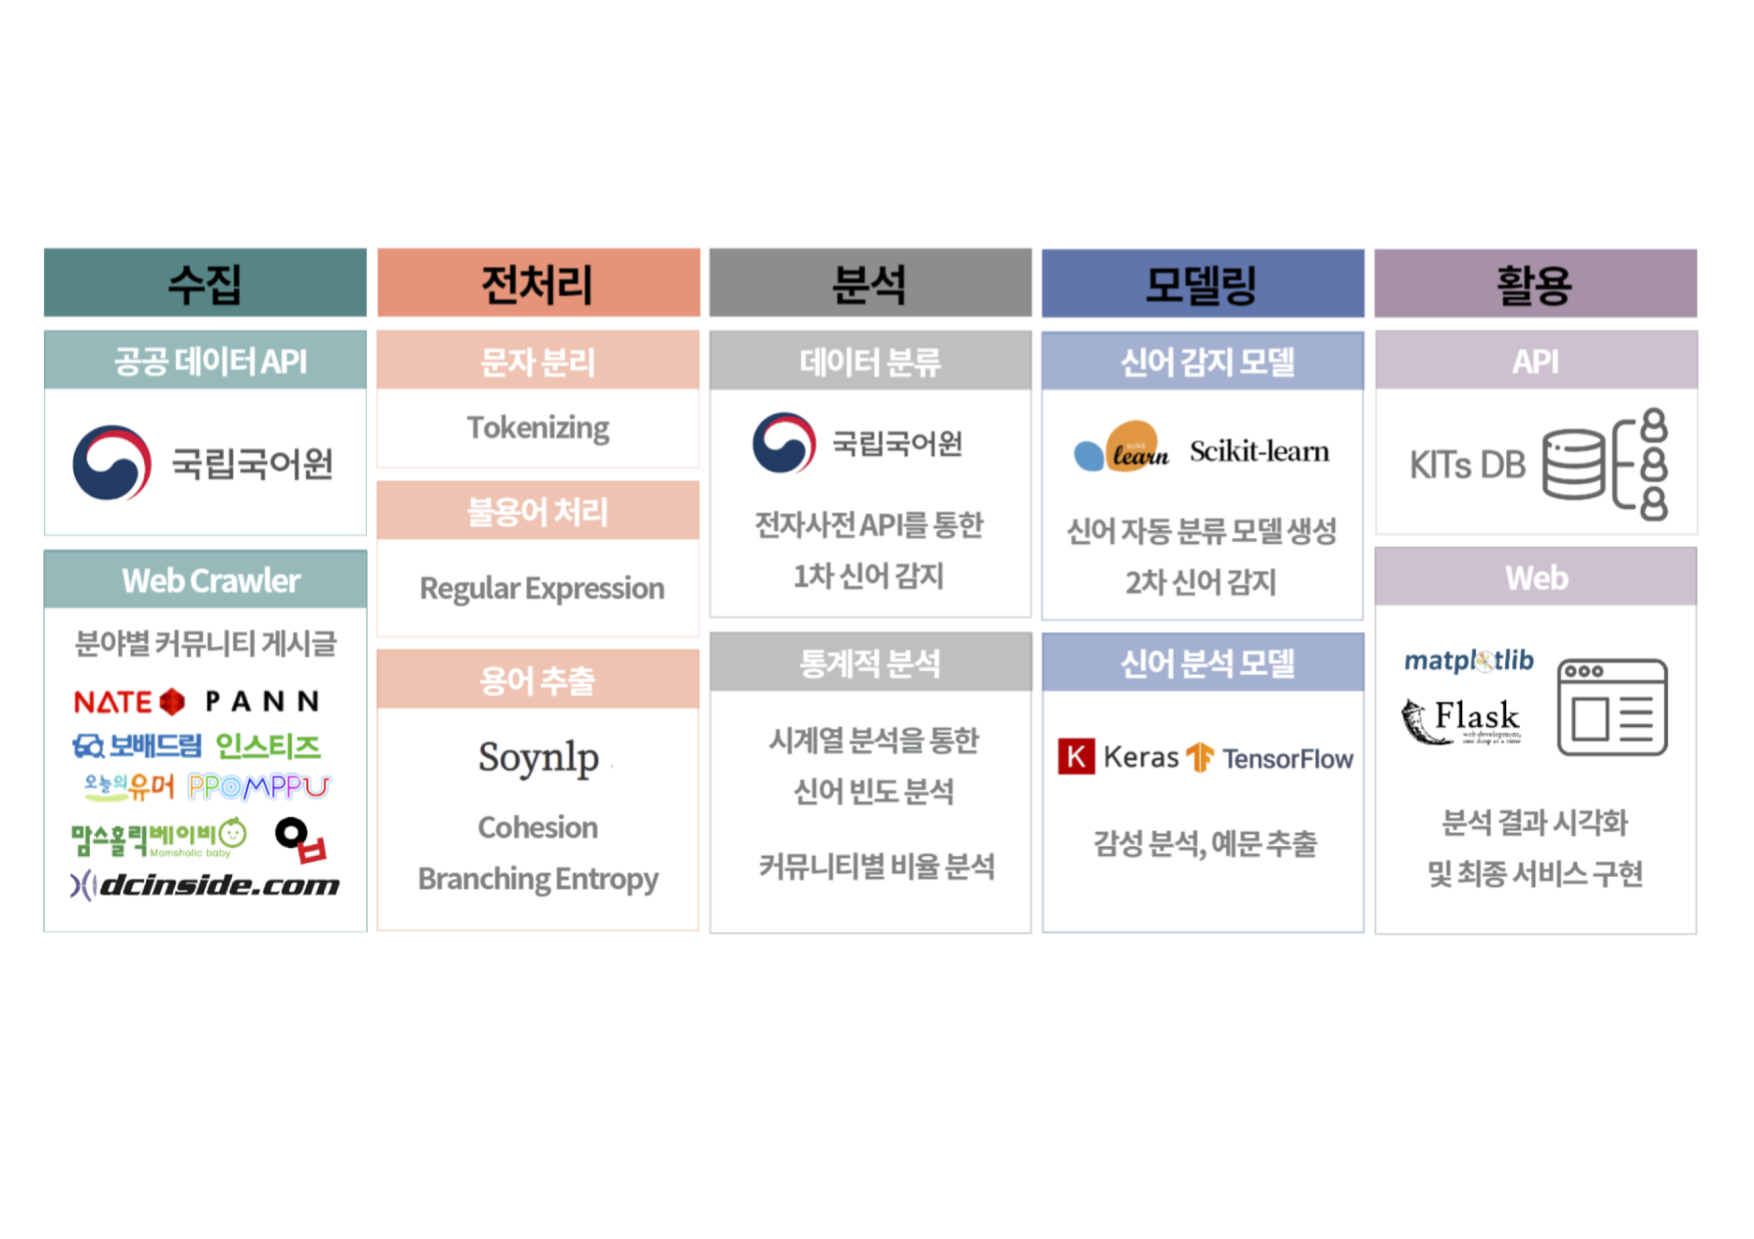 수집
공공 데이터 API
국립국어원
Web Crawler
분야별 커뮤니티 게시글
NATE PANN
보배드림 인스티즈
오늘의유머 PPOMPPU
맘스홀릭베이비
Momsholic baby
dcinside.com
전처리
문자 분리
Tokenizing
불용어 처리
Regular Expression
용어 추출
Soynlp
Cohesion
Branching Entropy
분석
데이터 분류
국립국어원
전자사전 API를 통한
1차 신어 감지
통계적 분석
시계열 분석을 통한
신어 빈도 분석
커뮤니티별 비율 분석
모델링
신어 감지 모델
scikit
learn Scikit-learn
신어 자동 분류 모델 생성
2차 신어 감지
신어 분석 모델
K Keras TensorFlow
감성 분석, 예문 추출
활용
API
KITs DB
Web
matplotlib
Flask
web development,
one drop at a time
분석 결과 시각화
및 최종 서비스 구현